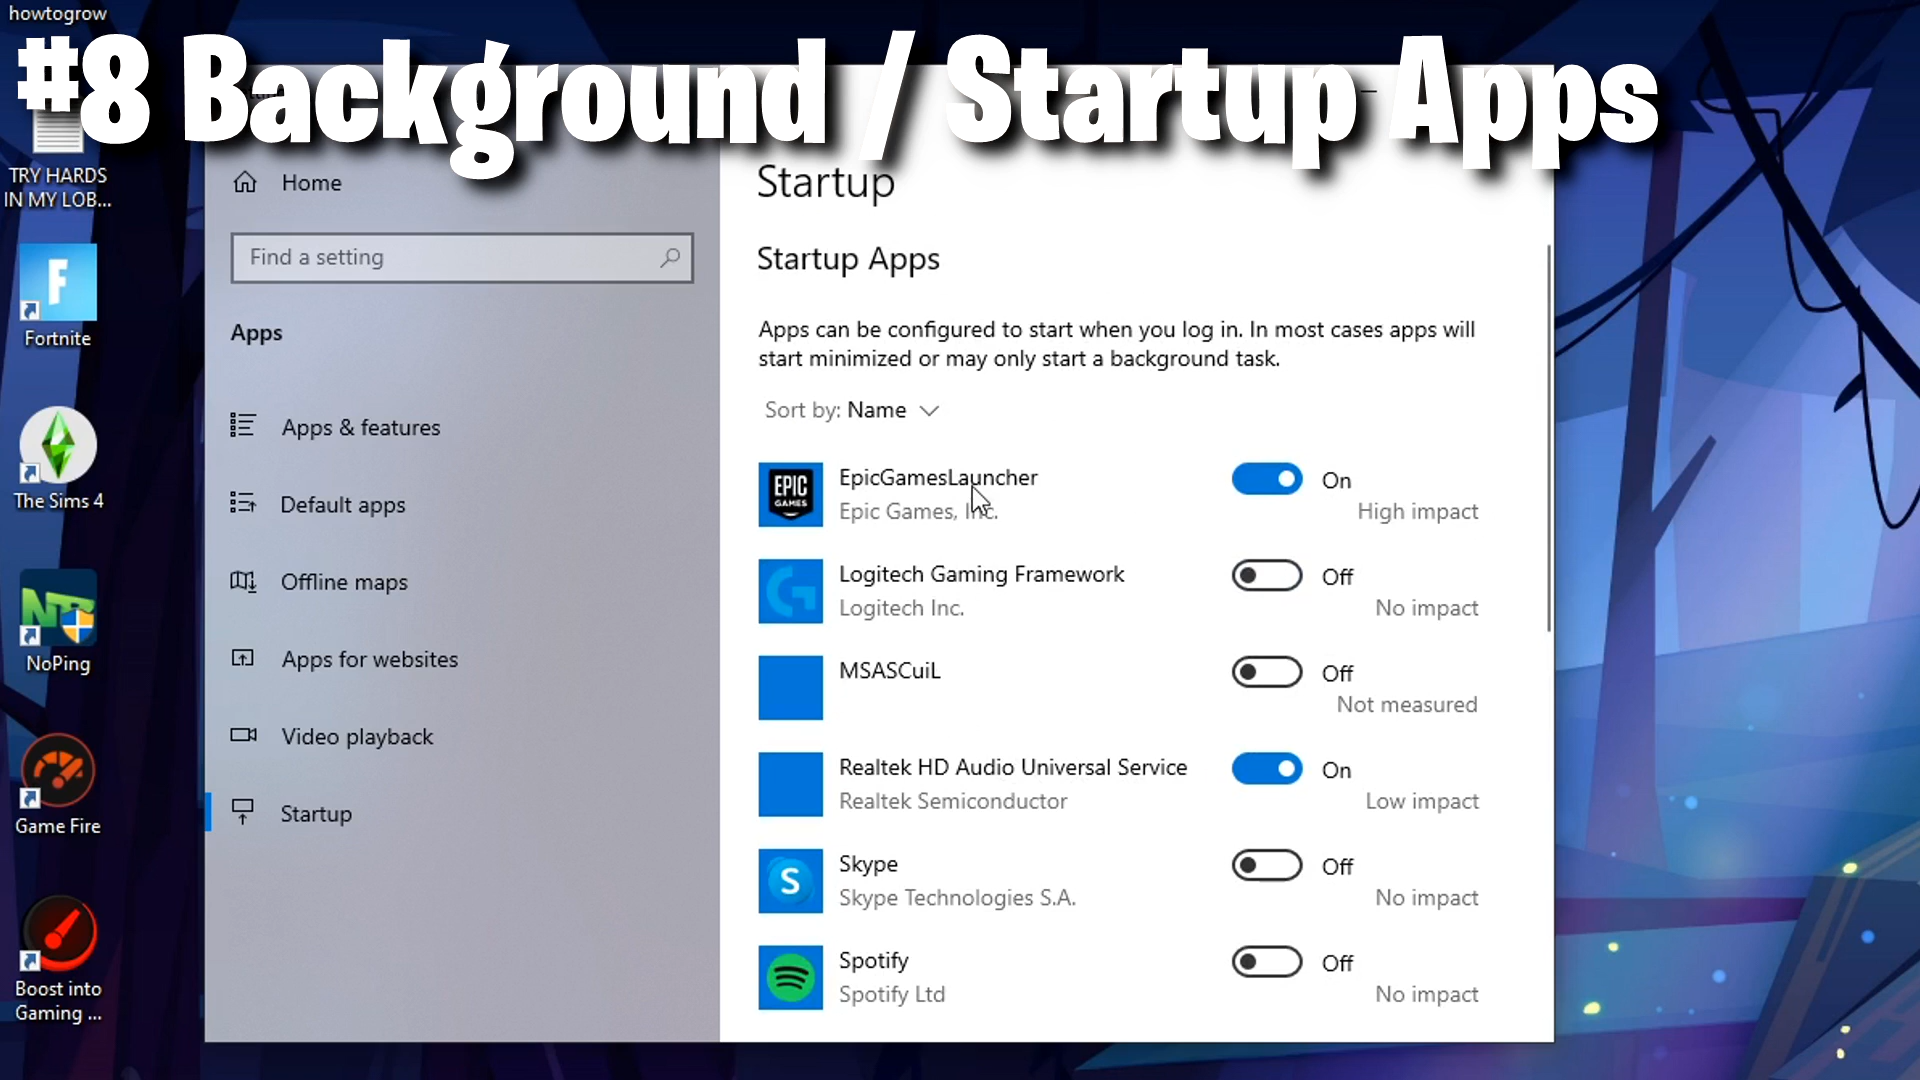 howtogrow
#8 Background / Startup Apps
TRY HARDS
IN MY LOB...
Fortnite
The Sims 4
NoPing
Game Fire
Boost into
Gaming ...
Home
Find a setting
Apps
Apps & features
Default apps
Offline maps
Apps for websites
Video playback
Startup
Startup
Startup Apps
Apps can be configured to start when you log in. In most cases apps will
start minimized or may only start a background task.
Sort by: Name
EPIC
GAMES
EpicGamesLauncher
On
Epic Games, Inc.
High impact
Logitech Gaming Framework
Off
Logitech Inc.
No impact
MSASCuiL
Off
Not measured
Realtek HD Audio Universal Service
On
Realtek Semiconductor
Low impact
Skype
Off
Skype Technologies S.A.
No impact
Spotify
Off
Spotify Ltd
No impact